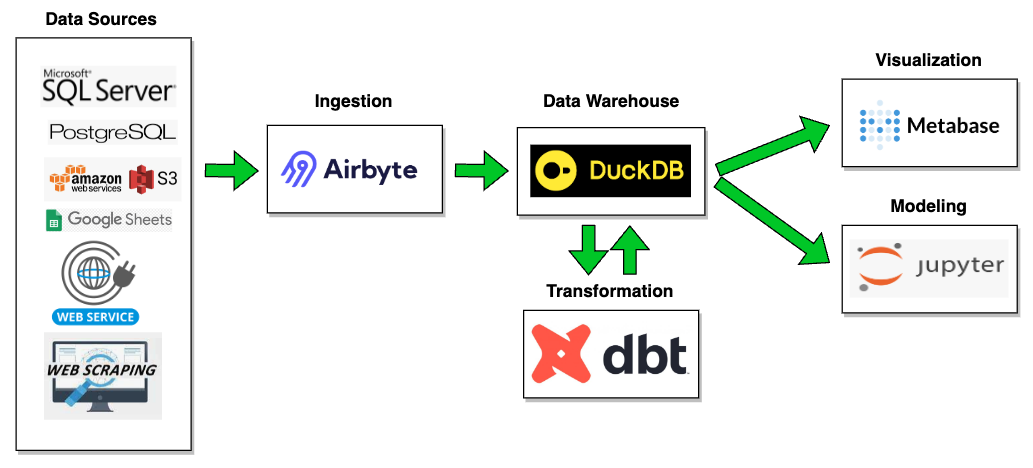 Data Sources
Microsoft®
SQL Server®
PostgreSQL
amazon
web services
S3
Google Sheets
WEB SERVICE
WEB SCRAPING
Ingestion
Airbyte
Data Warehouse
DuckDB
Transformation
dbt
Visualization
Metabase
Modeling
jupyter